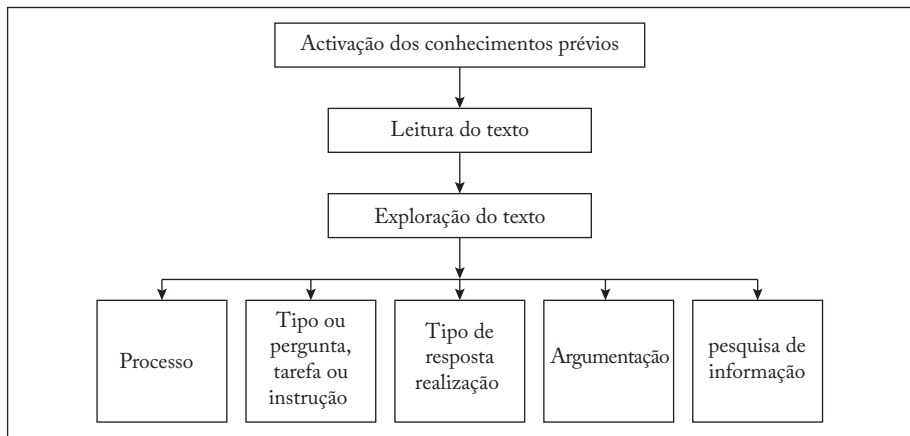 Activação dos conhecimentos prévios
Leitura do texto
Exploração do texto
Processo
Tipo ou
pergunta,
tarefa ou
instrução
Tipo de
resposta
realização
Argumentação
pesquisa de
informação